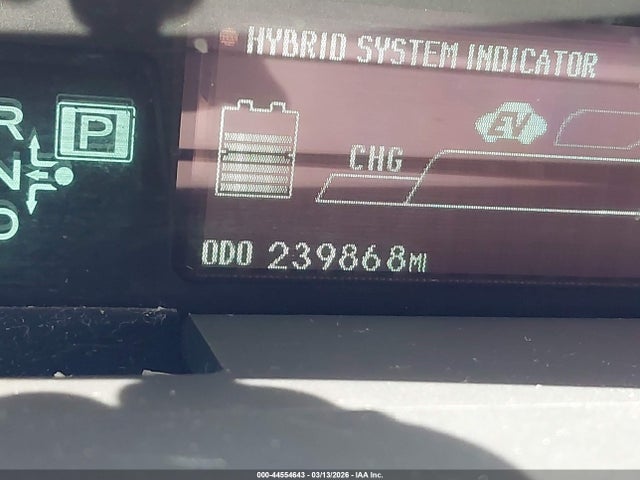 HYBRID SYSTEM INDICATOR
R
P
EV
N
CHG
D
ODO 239868MI
000-44554643 - 03/13/2026 - IAA Inc.